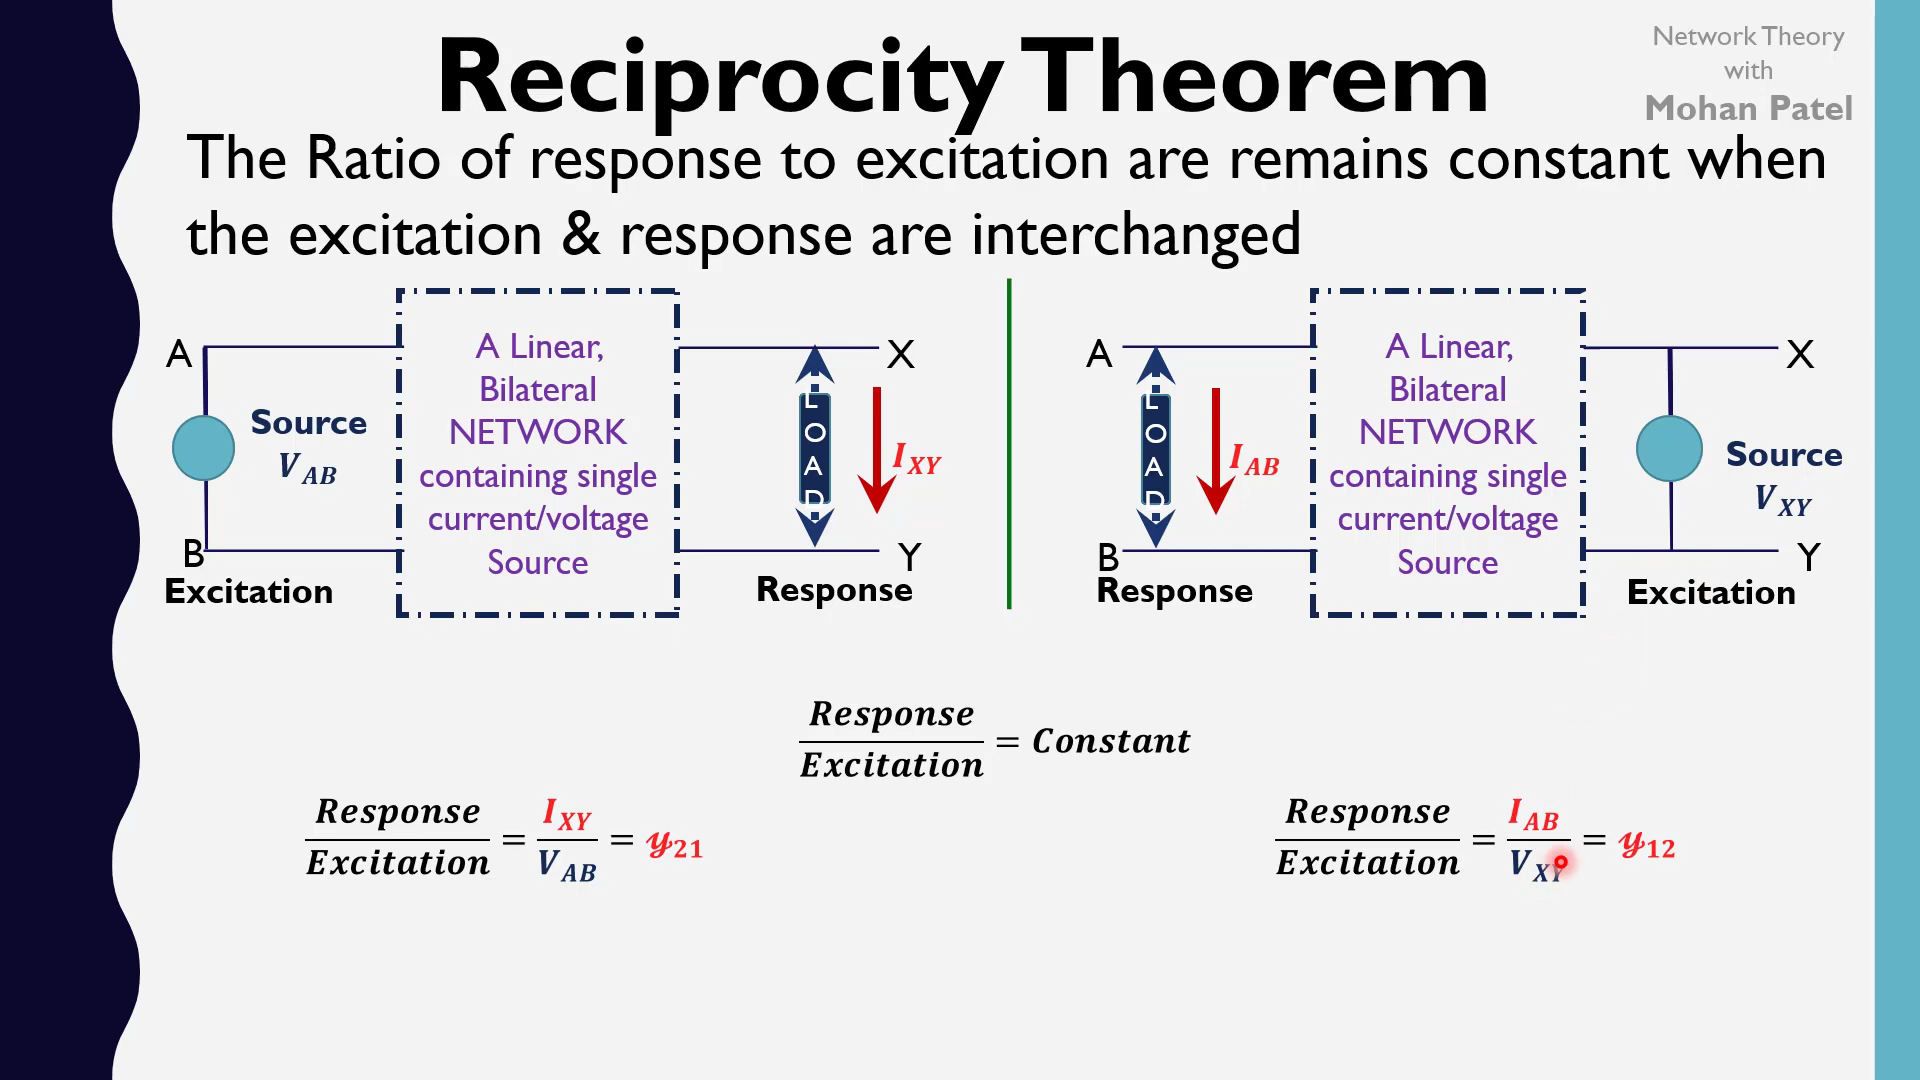 Reciprocity Theorem
Network Theory
with
Mohan Patel
The Ratio of response to excitation are remains constant when
the excitation & response are interchanged
A
Source
V_AB
B
Excitation
A Linear,
Bilateral
NETWORK
containing single
current/voltage
Source
X
LOAD
I_XY
Y
Response
A
LOAD
I_AB
B
Response
A Linear,
Bilateral
NETWORK
containing single
current/voltage
Source
X
Source
V_XY
Y
Excitation
Response/Excitation = Constant
Response/Excitation = I_XY/V_AB = y_21
Response/Excitation = I_AB/V_XY = y_12